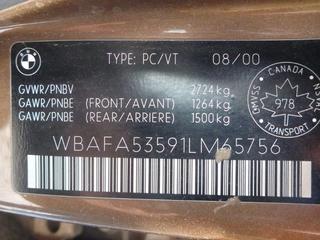 BMW
TYPE: PC/VT 08/00
GVWR/PNBV 2724kg
GAWR/PNBE (FRONT/AVANT) 1264kg
GAWR/PNBE (REAR/ARRIERE) 1500kg
CANADA
978
TRANSPORT
WBAFA53591LM65756